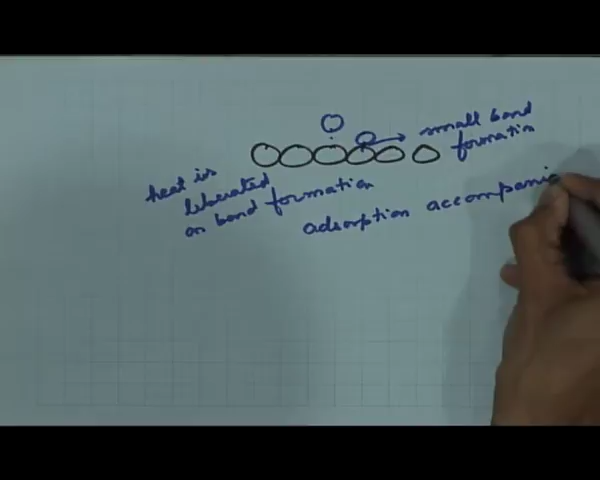 small bond
formation
heat is
liberated
on bond formation
adsorption accompani